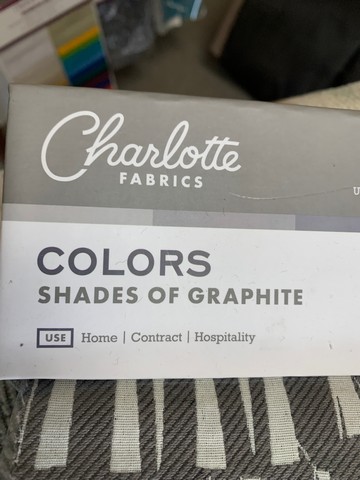 Charlotte
FABRICS
COLORS
SHADES OF GRAPHITE
USE Home | Contract | Hospitality